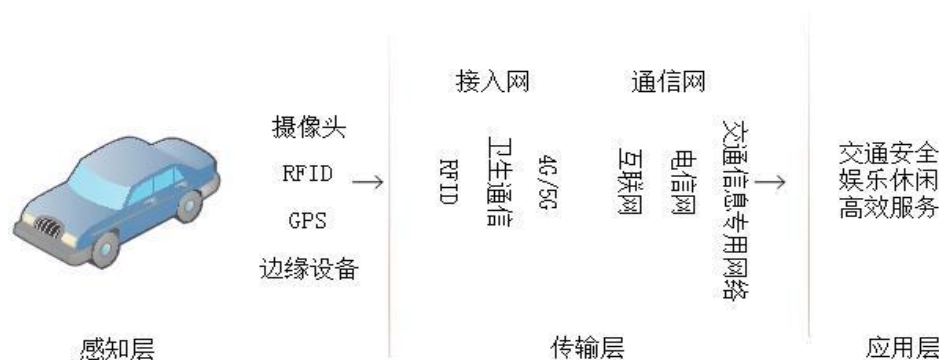 摄像头
RFID
GPS
边缘设备
感知层
接入网
RFID
卫生通信
4G/5G
通信网
互联网
电信网
交通信息专用网络
传输层
交通安全
娱乐休闲
高效服务
应用层